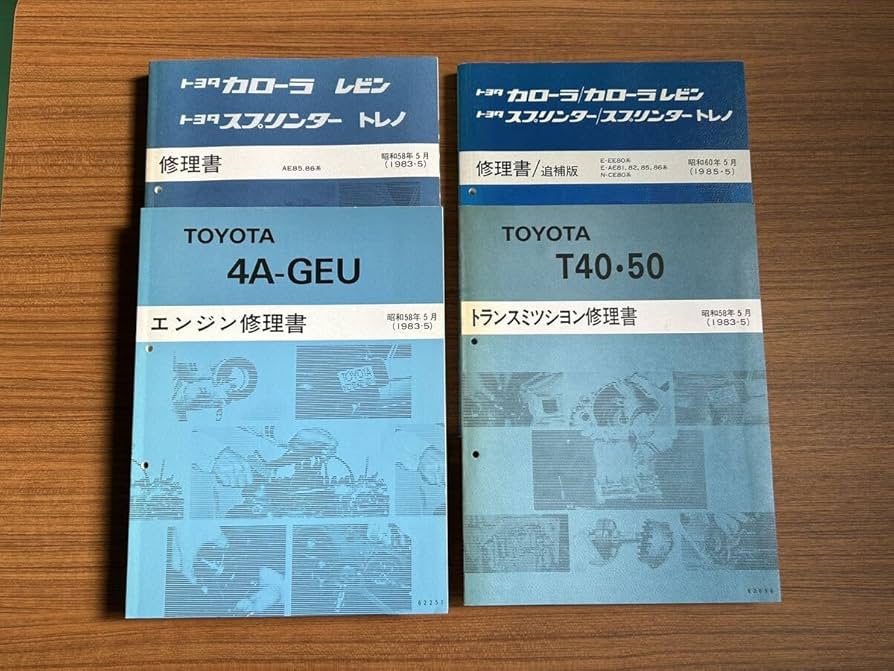 トヨタ カローラ レビン
トヨタ スプリンター トレノ
修理書
AE85,86系
昭和58年5月
(1983-5)
トヨタ カローラ/カローラ レビン
トヨタ スプリンター/スプリンター トレノ
修理書/追補版
E-EE80系
E-AE81,82,85,86系
N-CE80系
昭和60年5月
(1985-5)
TOYOTA
4A-GEU
エンジン修理書
昭和58年5月
(1983-5)
TOYOTA
62251
TOYOTA
T40・50
トランスミツシヨン修理書
昭和58年5月
(1983-5)